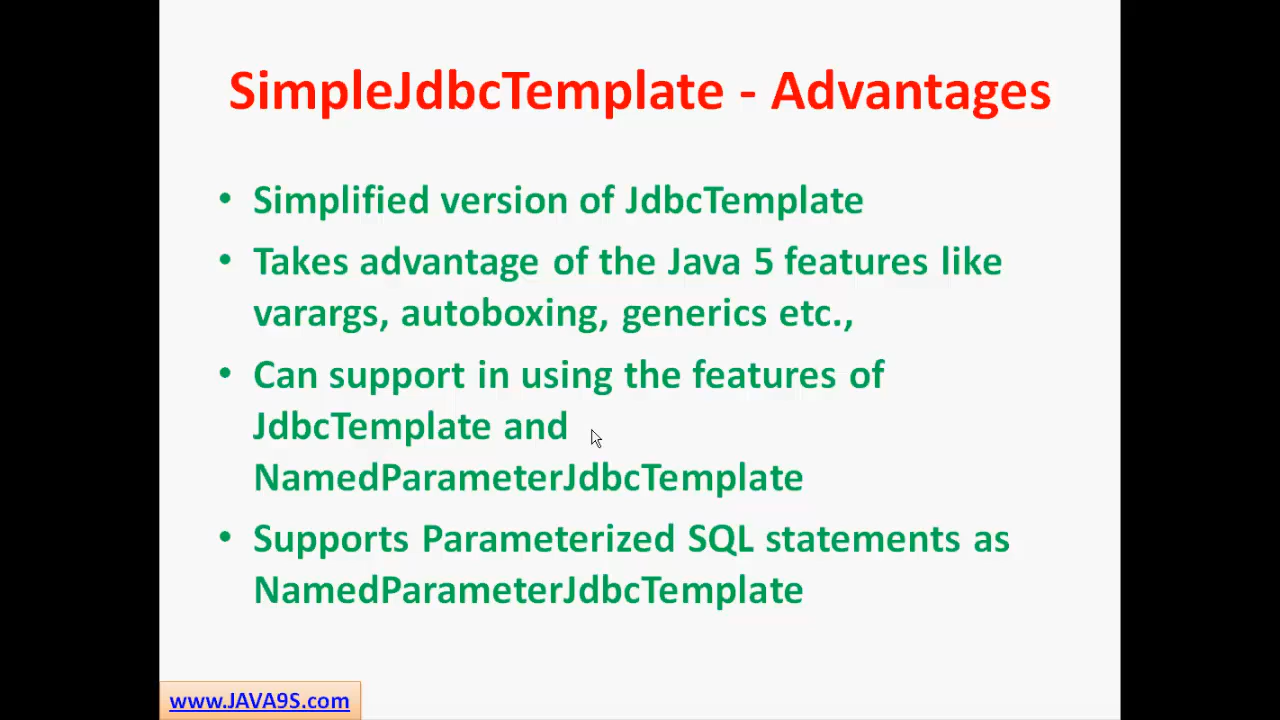 SimpleJdbcTemplate - Advantages
• Simplified version of JdbcTemplate
• Takes advantage of the Java 5 features like
varargs, autoboxing, generics etc.,
• Can support in using the features of
JdbcTemplate and
NamedParameterJdbcTemplate
• Supports Parameterized SQL statements as
NamedParameterJdbcTemplate
www.JAVA9S.com